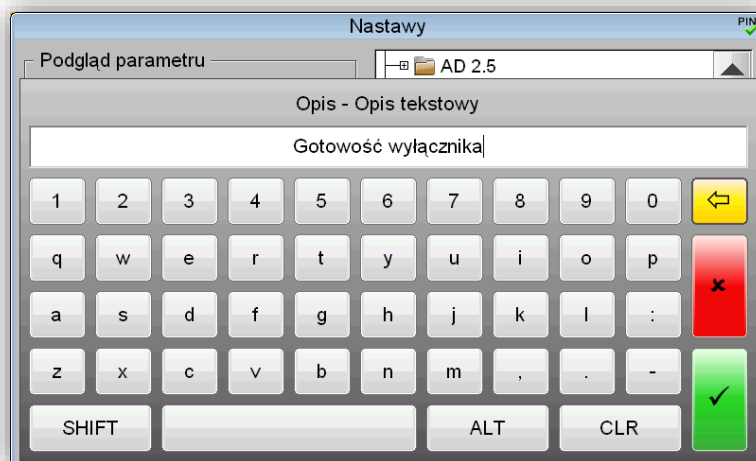 Nastawy
PIN
Podgląd parametru
AD 2.5
Opis - Opis tekstowy
Gotowość wyłącznika
1 2 3 4 5 6 7 8 9 0
q w e r t y u i o p
a s d f g h j k l :
z x c v b n m , . -
SHIFT ALT CLR